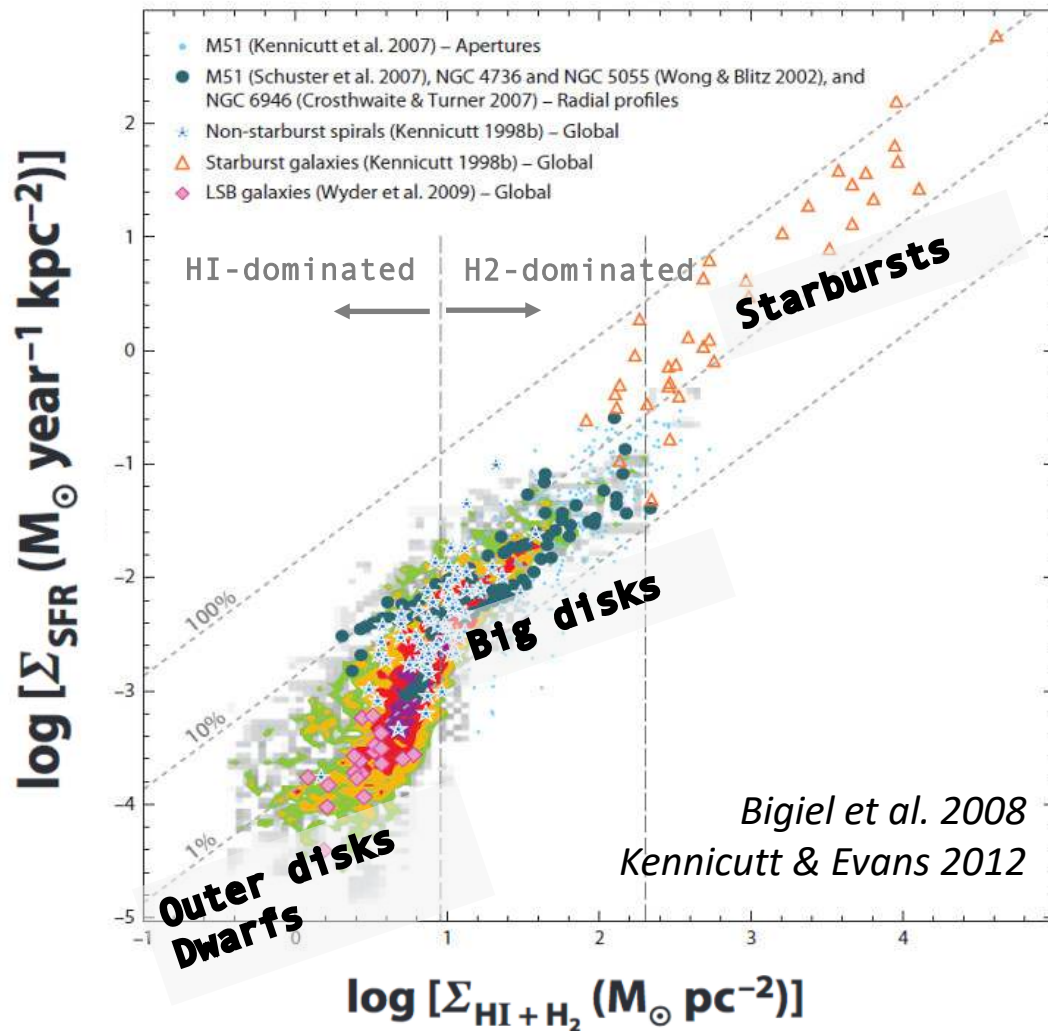 M51 (Kennicutt et al. 2007) – Apertures
M51 (Schuster et al. 2007), NGC 4736 and NGC 5055 (Wong & Blitz 2002), and
NGC 6946 (Crosthwaite & Turner 2007) – Radial profiles
Non-starburst spirals (Kennicutt 1998b) – Global
Starburst galaxies (Kennicutt 1998b) – Global
LSB galaxies (Wyder et al. 2009) – Global
HI-dominated
H2-dominated
Starbursts
Big disks
Outer disks
Dwarfs
100%
10%
1%
Bigiel et al. 2008
Kennicutt & Evans 2012
2
1
0
–1
–2
–3
–4
–5
-1
0
1
2
3
4
log [Σ_SFR (M_⊙ year⁻¹ kpc⁻²)]
log [Σ_HI + H₂ (M_⊙ pc⁻²)]